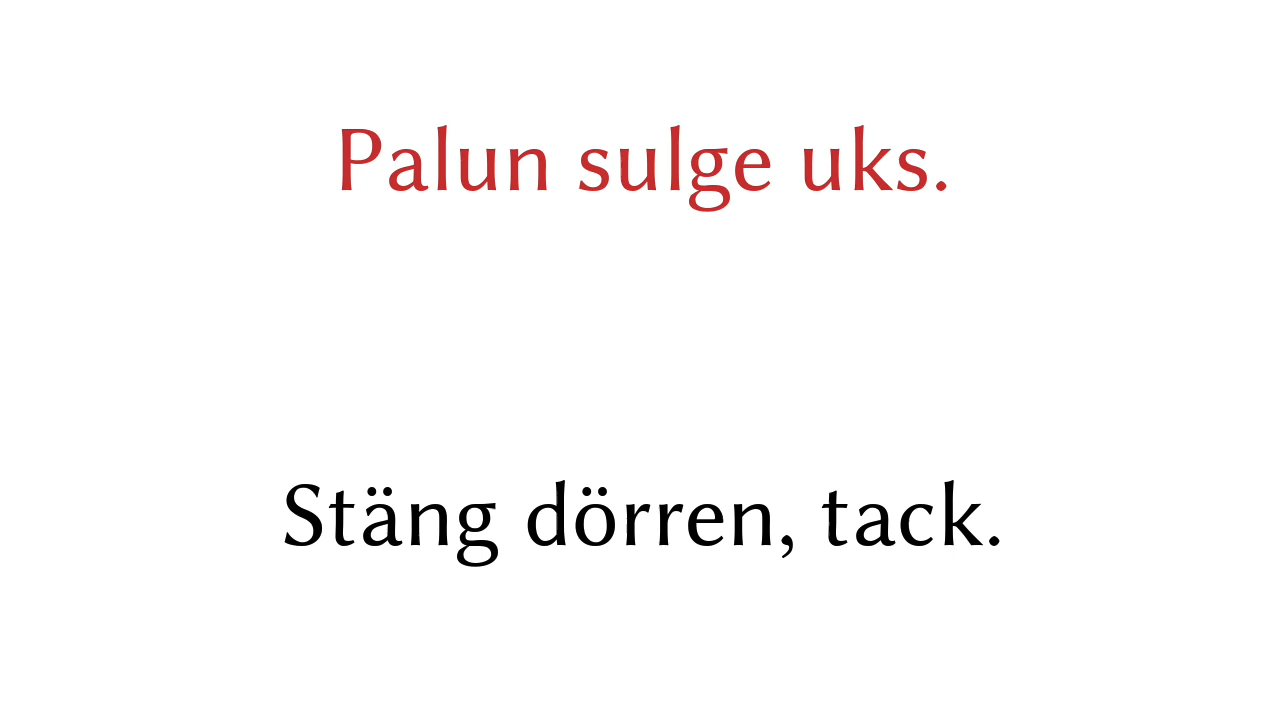 Palun sulge uks.
Stäng dörren, tack.